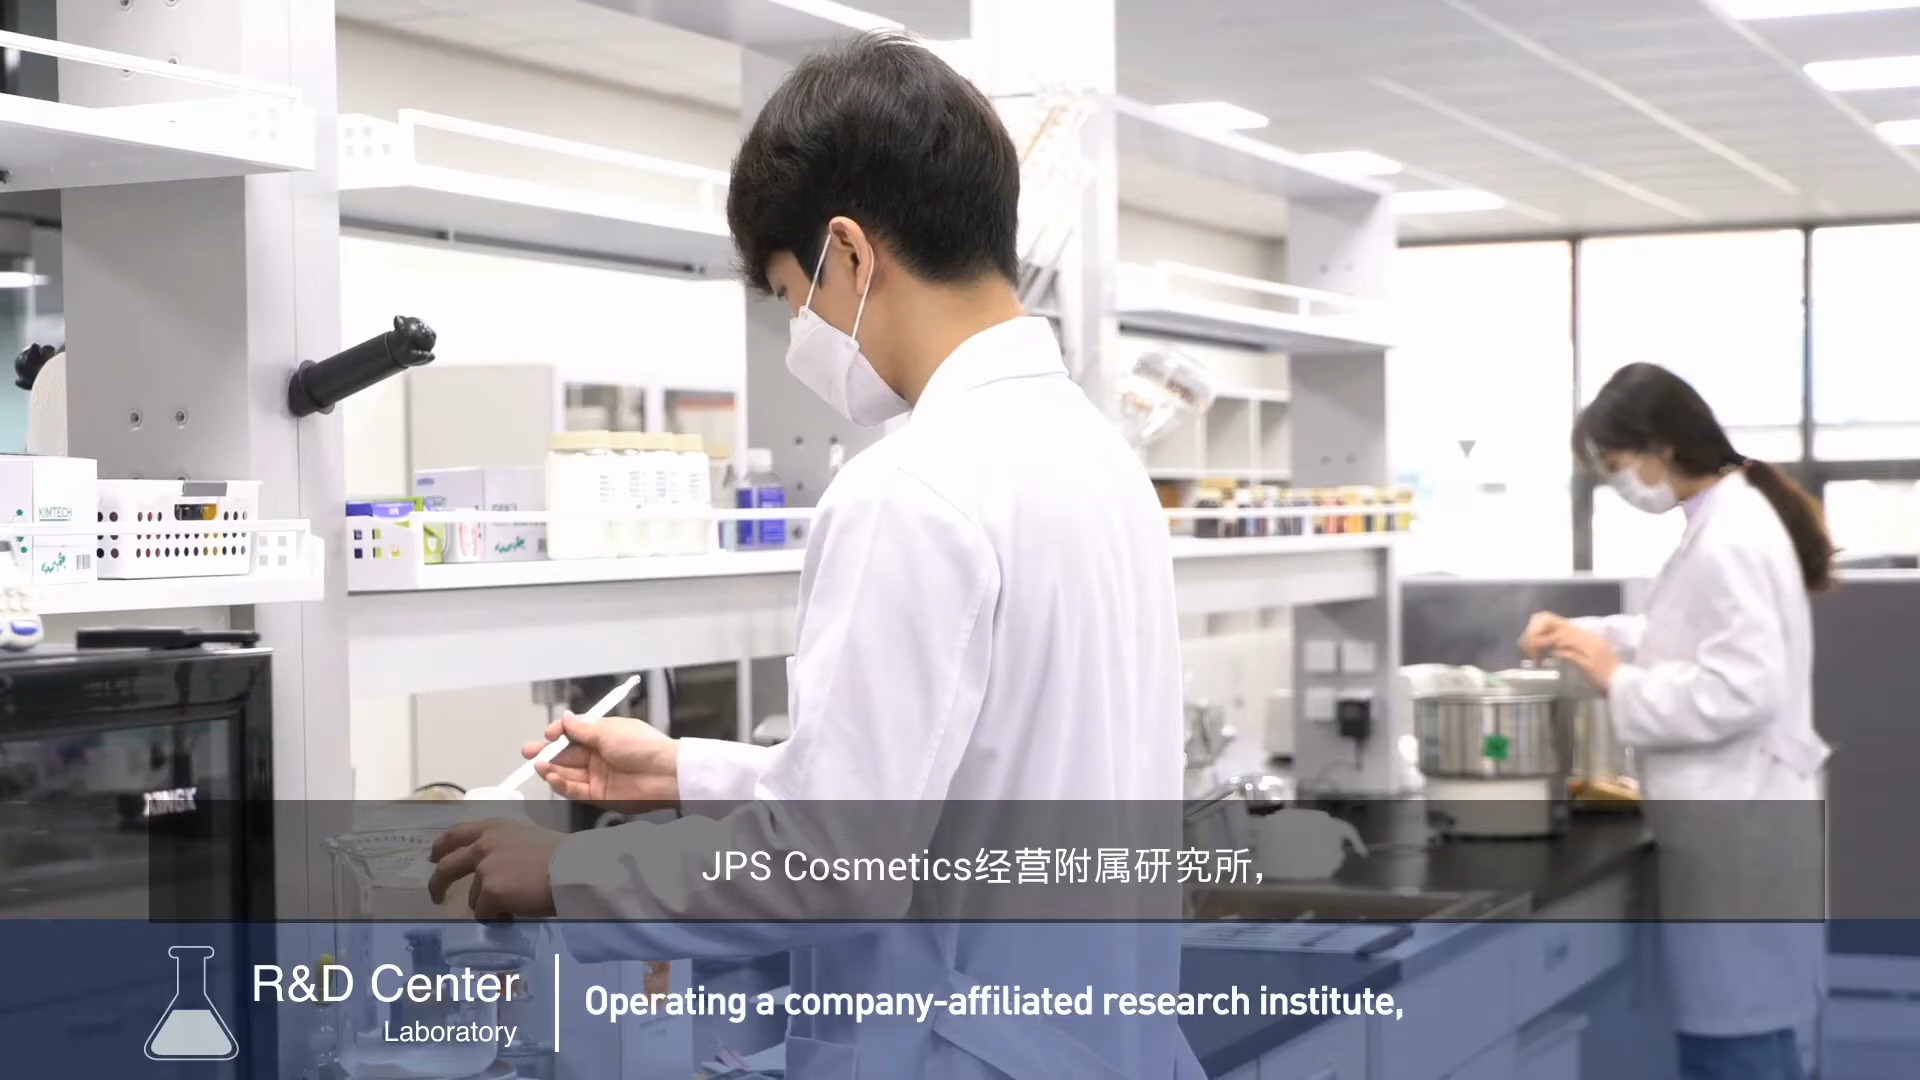 KIMTECH
JPS Cosmetics经营附属研究所,
R&D Center
Laboratory
Operating a company-affiliated research institute,